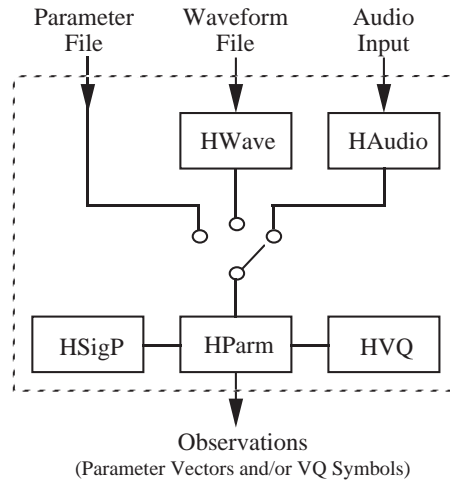 Parameter
File
Waveform
File
Audio
Input
HWave
HAudio
HSigP
HParm
HVQ
Observations
(Parameter Vectors and/or VQ Symbols)